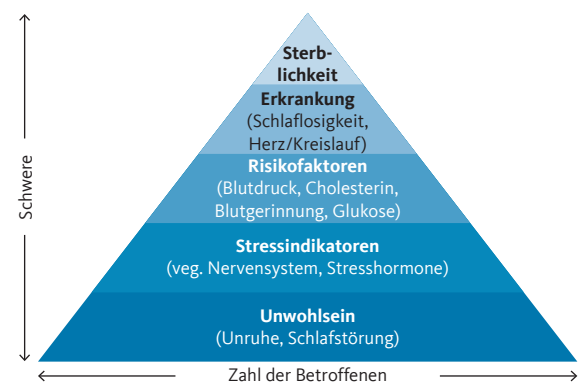 Sterb-
lichkeit
Erkrankung
(Schlaflosigkeit,
Herz/Kreislauf)
Risikofaktoren
(Blutdruck, Cholesterin,
Blutgerinnung, Glukose)
Stressindikatoren
(veg. Nervensystem, Stresshormone)
Unwohlsein
(Unruhe, Schlafstörung)
Schwere
Zahl der Betroffenen